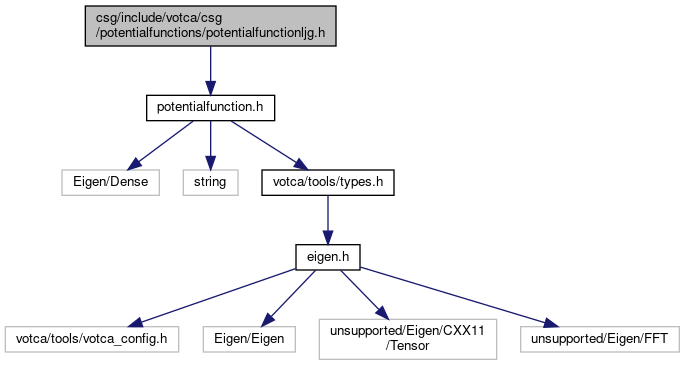 csg/include/votca/csg
/potentialfunctions/potentialfunctionljg.h
potentialfunction.h
Eigen/Dense
string
votca/tools/types.h
eigen.h
votca/tools/votca_config.h
Eigen/Eigen
unsupported/Eigen/CXX11
/Tensor
unsupported/Eigen/FFT